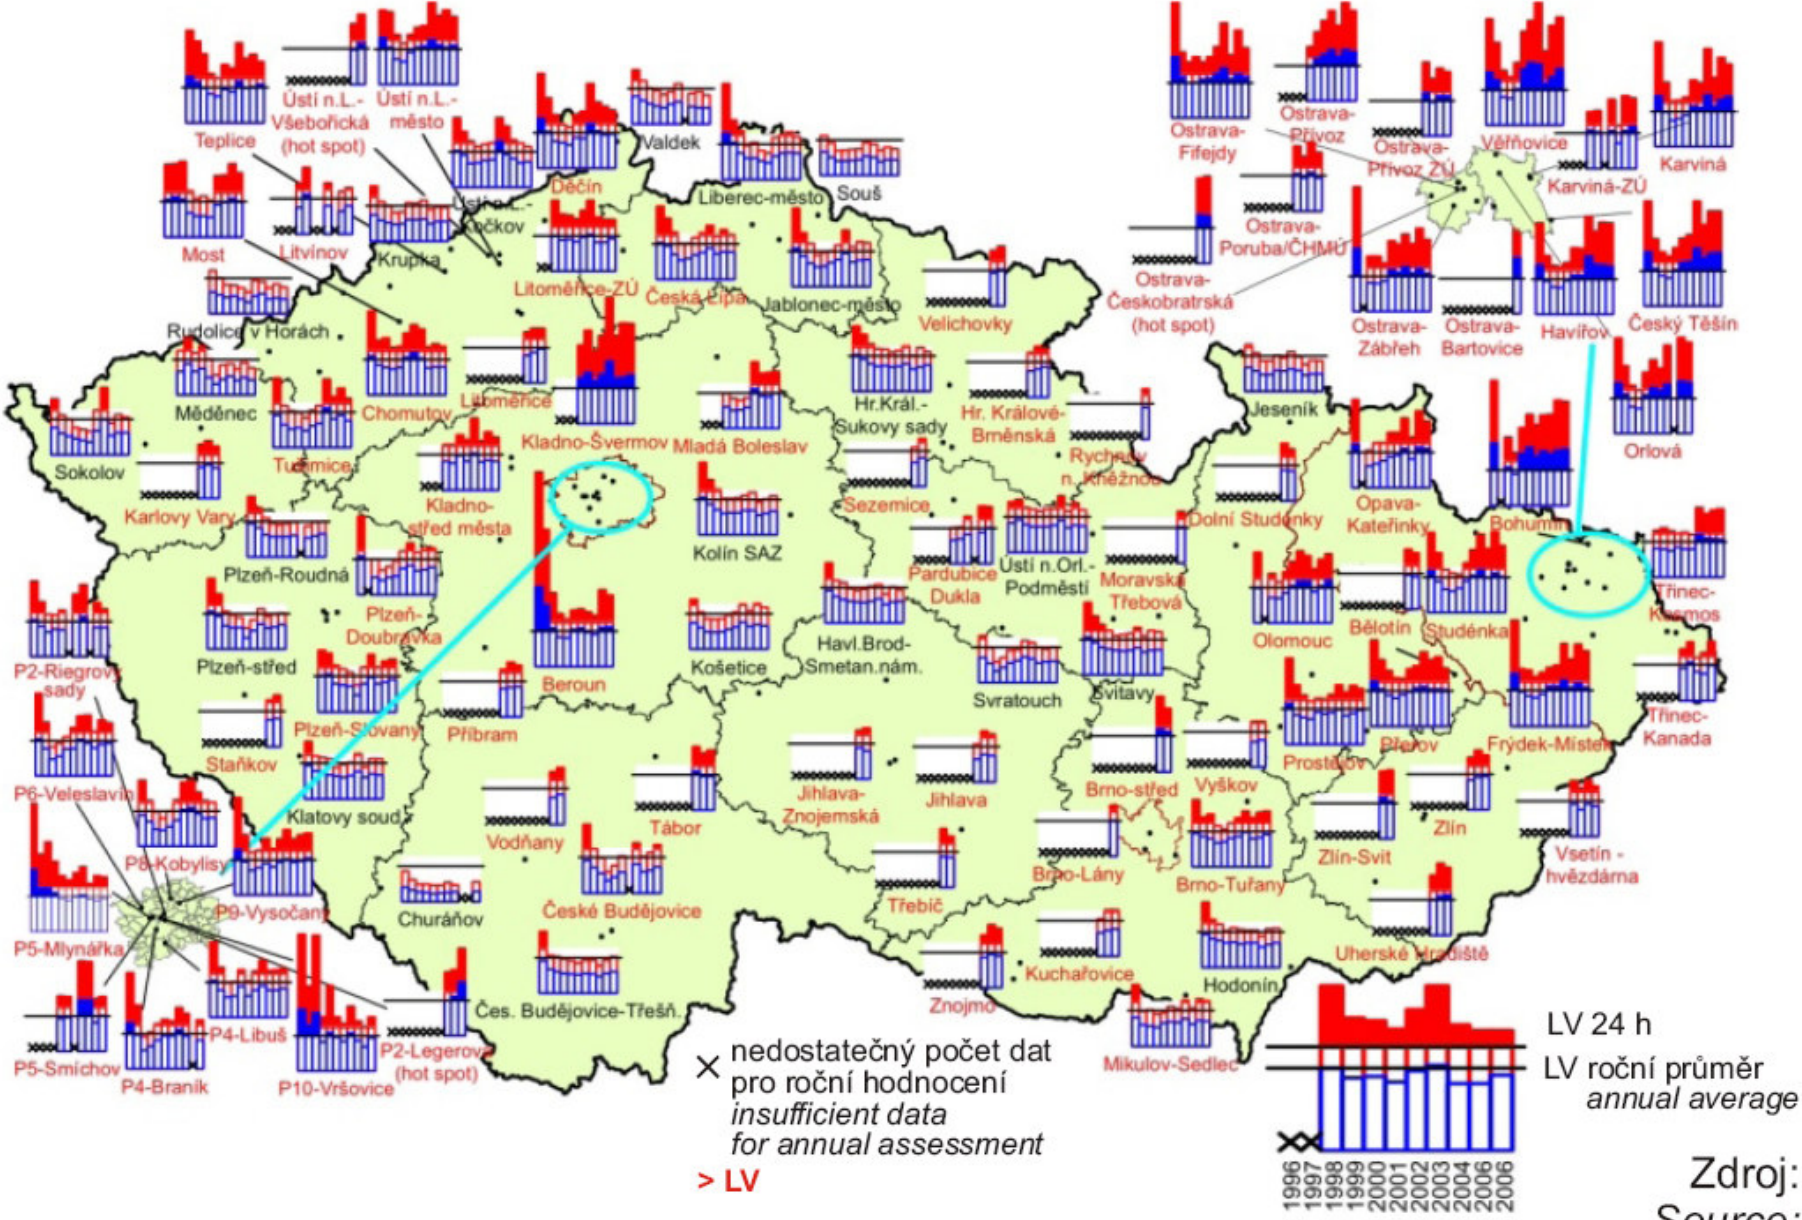 Teplice
Ústí n.L.-
Všebořická
(hot spot)
Ústí n.L.-
město
Děčín
Valdek
Liberec-město
Souš
Ostrava-
Fifejdy
Ostrava-
Přívoz
Ostrava-
Přívoz ZÚ
Věřňovice
Karviná-ZÚ
Karviná
Most
Litvínov
Krupka
Ústí n.L.-
Kočkov
Litoměřice-ZÚ
Česká Lípa
Jablonec-město
Velichovky
Ostrava-
Českobratrská
(hot spot)
Ostrava-
Poruba/ČHMÚ
Ostrava-
Zábřeh
Ostrava-
Bartovice
Havířov
Český Těšín
Rudolice v Horách
Měděnec
Tušimice
Chomutov
Litoměřice
Kladno-Švermov
Mladá Boleslav
Hr.Král.-
Sukovy sady
Hr. Králové-
Brněnská
Rychnov
n. Kněžnou
Jeseník
Orlová
Sokolov
Karlovy Vary
Kladno-
střed města
Kolín SAZ
Sezemice
Dolní Studénky
Opava-
Kateřinky
Bohumín
Plzeň-Roudná
Plzeň-
Doubravka
Pardubice
Dukla
Ústí n.Orl.-
Podměstí
Moravská
Třebová
Olomouc
Bělotín
Studénka
Třinec-
Kosmos
P2-Riegrovy
sady
Plzeň-střed
Beroun
Košetice
Havl.Brod-
Smetan.nám.
Svratouch
Svitavy
Plzeň-Slovany
Příbram
Prostějov
Přerov
Frýdek-Místek
Třinec-
Kanada
P6-Veleslavín
Staňkov
Klatovy soud
Vodňany
Tábor
Jihlava-
Znojemská
Jihlava
Brno-střed
Vyškov
Zlín-Svit
Zlín
Vsetín -
hvězdárna
P8-Kobylisy
P9-Vysočany
P5-Mlynářka
Churáňov
České Budějovice
Třebíč
Brno-Lány
Brno-Tuřany
Uherské Hradiště
P5-Smíchov
P4-Braník
P4-Libuš
P10-Vršovice
P2-Legerova
(hot spot)
Čes. Budějovice-Třešň.
Znojmo
Kuchařovice
Hodonín
Mikulov-Sedlec
× nedostatečný počet dat
pro roční hodnocení
insufficient data
for annual assessment
> LV
LV 24 h
LV roční průměr
annual average
1996
1997
1998
1999
2000
2001
2002
2003
2004
2006
2006
Zdroj:
Source: